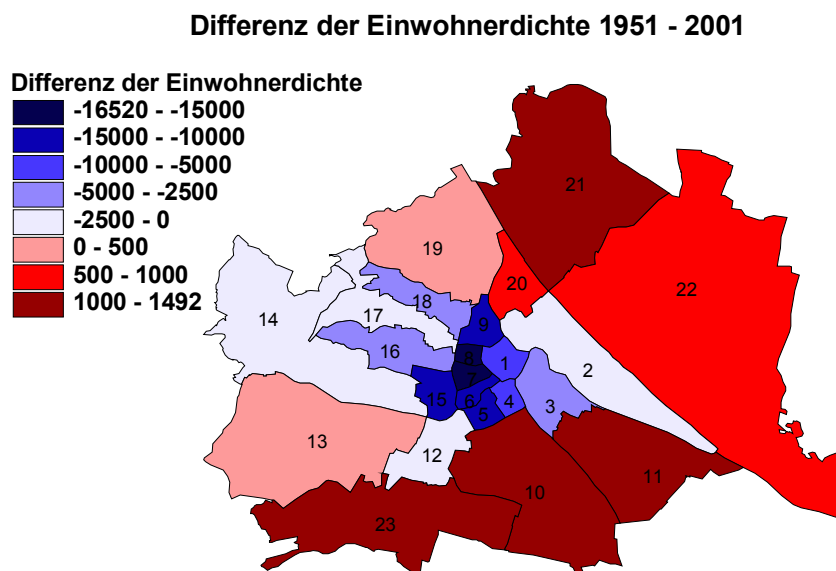 Differenz der Einwohnerdichte 1951 - 2001
Differenz der Einwohnerdichte
-16520 - -15000
-15000 - -10000
-10000 - -5000
-5000 - -2500
-2500 - 0
0 - 500
500 - 1000
1000 - 1492
21
19
20
22
18
14
17
9
16
8
1
7
2
15
6
4
3
5
13
12
11
10
23